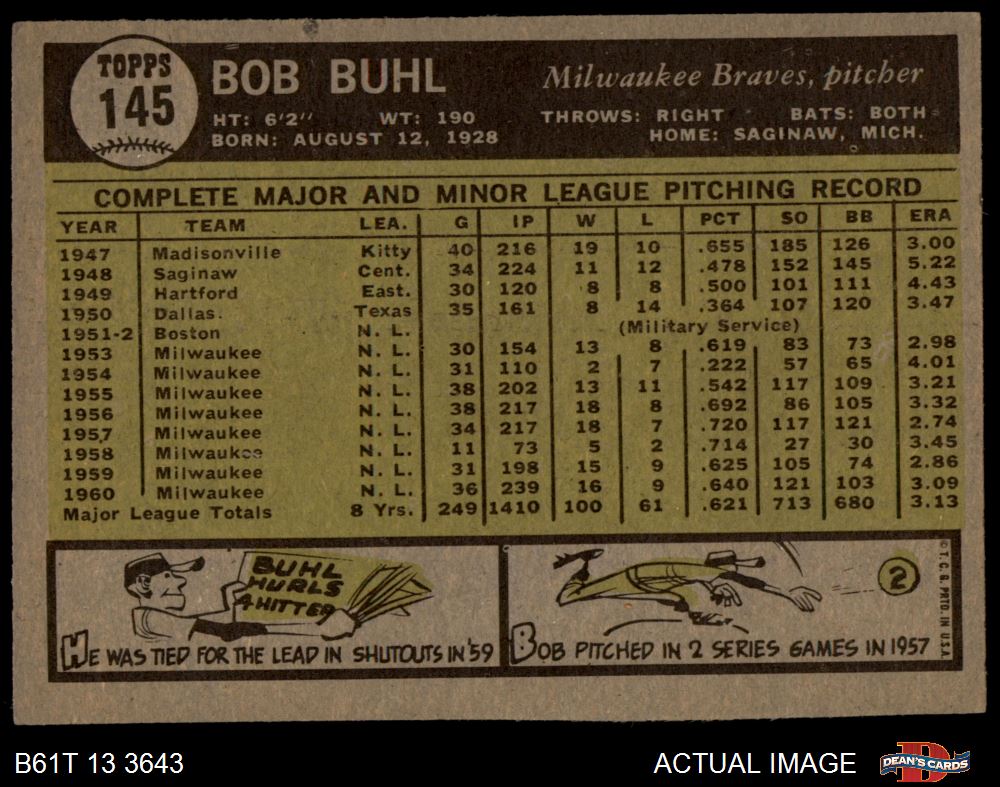 TOPPS
145
BOB BUHL
Milwaukee Braves, pitcher
HT: 6'2" WT: 190
THROWS: RIGHT BATS: BOTH
BORN: AUGUST 12, 1928
HOME: SAGINAW, MICH.
COMPLETE MAJOR AND MINOR LEAGUE PITCHING RECORD
YEAR TEAM LEA. G IP W L PCT SO BB ERA
1947 Madisonville Kitty 40 216 19 10 .655 185 126 3.00
1948 Saginaw Cent. 34 224 11 12 .478 152 145 5.22
1949 Hartford East. 30 120 8 8 .500 101 111 4.43
1950 Dallas. Texas 35 161 8 14 .364 107 120 3.47
1951-2 Boston N. L. (Military Service)
1953 Milwaukee N. L. 30 154 13 8 .619 83 73 2.98
1954 Milwaukee N. L. 31 110 2 7 .222 57 65 4.01
1955 Milwaukee N. L. 38 202 13 11 .542 117 109 3.21
1956 Milwaukee N. L. 38 217 18 8 .692 86 105 3.32
1957 Milwaukee N. L. 34 217 18 7 .720 117 121 2.74
1958 Milwaukee N. L. 11 73 5 2 .714 27 30 3.45
1959 Milwaukee N. L. 31 198 15 9 .625 105 74 2.86
1960 Milwaukee N. L. 36 239 16 9 .640 121 103 3.09
Major League Totals 8 Yrs. 249 1410 100 61 .621 713 680 3.13
BUHL
HURLS
4 HITTER
HE WAS TIED FOR THE LEAD IN SHUTOUTS IN '59
2
BOB PITCHED IN 2 SERIES GAMES IN 1957
© T. C. G. PRTD. IN U.S.A.
B61T 13 3643
ACTUAL IMAGE
D
DEAN'S CARDS